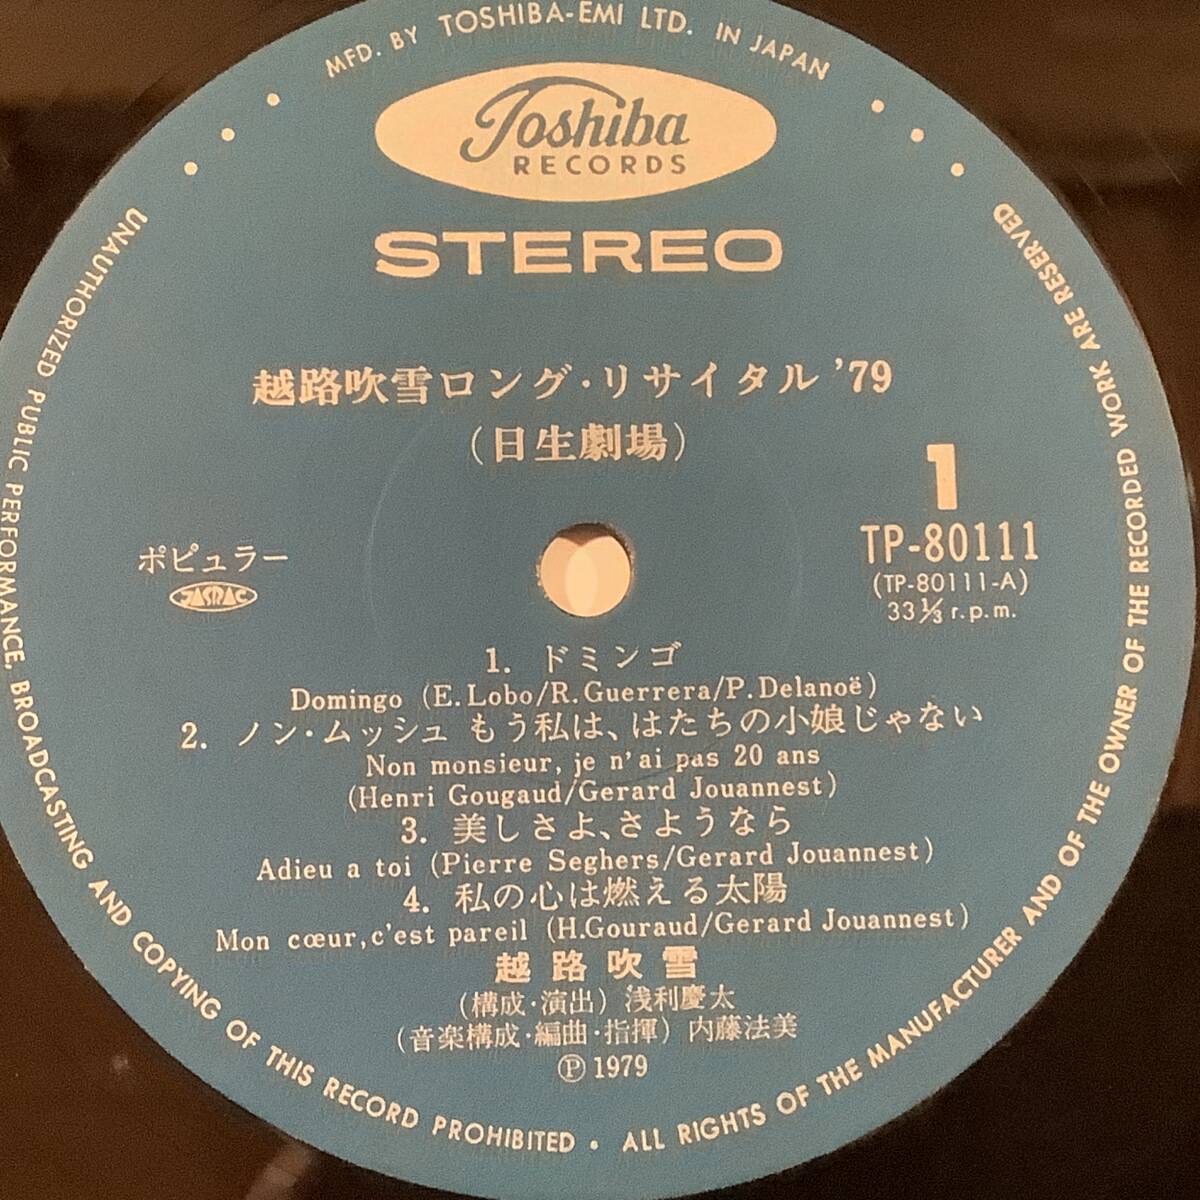 MFD. BY TOSHIBA-EMI LTD. IN JAPAN
Toshiba
RECORDS
STEREO
越路吹雪ロング・リサイタル '79
(日生劇場)
1
TP-80111
(TP-80111-A)
33 1/3 r.p.m.
ポピュラー
JASRAC
1. ドミンゴ
Domingo (E. Lobo/R. Guerrera/P. Delanoë)
2. ノン・ムッシュ もう私は、はたちの小娘じゃない
Non monsieur, je n'ai pas 20 ans
(Henri Gougaud/Gerard Jouannest)
3. 美しさよ、さようなら
Adieu a toi (Pierre Seghers/Gerard Jouannest)
4. 私の心は燃える太陽
Mon cœur, c'est pareil (H. Gouraud/Gerard Jouannest)
越路吹雪
(構成・演出) 浅利慶太
(音楽構成・編曲・指揮) 内藤法美
Ⓟ 1979
UNAUTHORIZED PUBLIC PERFORMANCE, BROADCASTING AND COPYING OF THIS RECORD PROHIBITED • ALL RIGHTS OF THE MANUFACTURER AND OF THE OWNER OF THE RECORDED WORK ARE RESERVED